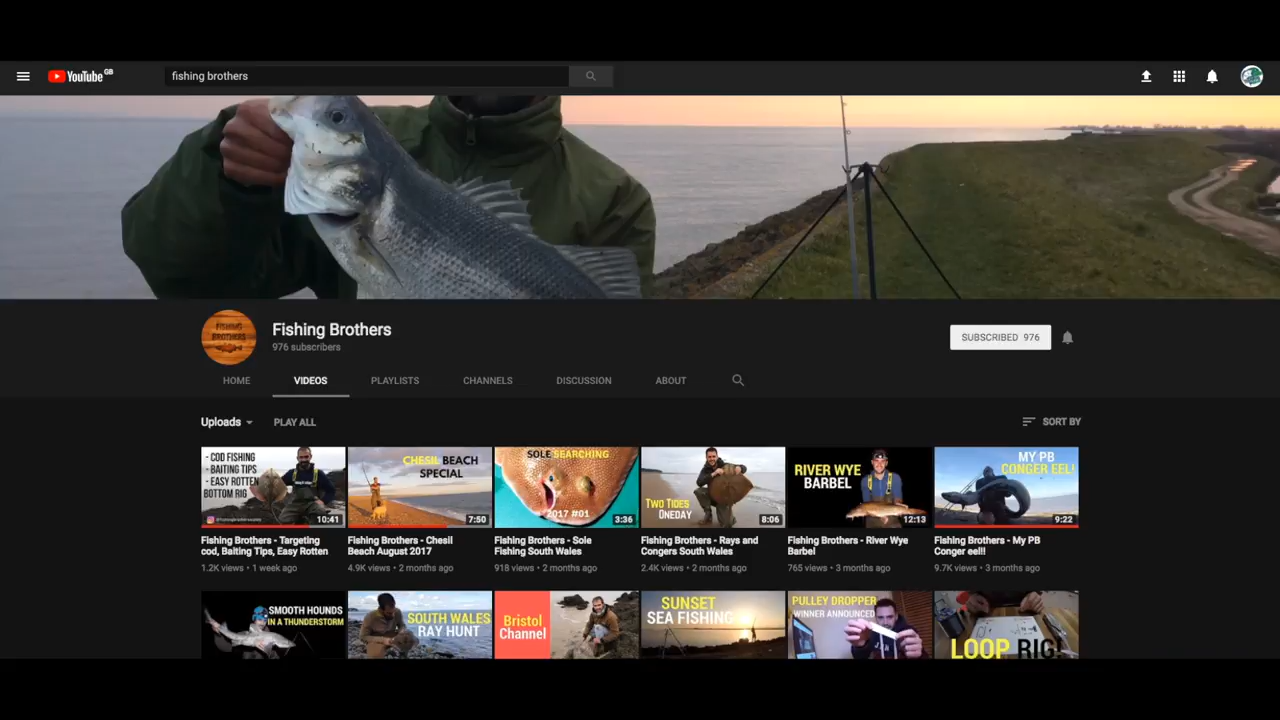 YouTube GB
fishing brothers
FISHING
BROTHERS
Fishing Brothers
976 subscribers
SUBSCRIBED 976
HOME
VIDEOS
PLAYLISTS
CHANNELS
DISCUSSION
ABOUT
Uploads
PLAY ALL
SORT BY
- COD FISHING
- BAITING TIPS
- EASY ROTTEN
BOTTOM RIG
10:41
CHESIL BEACH
SPECIAL
7:50
SOLE SEARCHING
2017 #01
3:36
TWO TIDES
ONEDAY
8:06
RIVER WYE
BARBEL
12:13
MY PB
CONGER EEL!
9:22
Fishing Brothers - Targeting
cod, Baiting Tips, Easy Rotten
1.2K views • 1 week ago
Fishing Brothers - Chesil
Beach August 2017
4.9K views • 2 months ago
Fishing Brothers - Sole
Fishing South Wales
918 views • 2 months ago
Fishing Brothers - Rays and
Congers South Wales
2.4K views • 2 months ago
Fishing Brothers - River Wye
Barbel
765 views • 3 months ago
Fishing Brothers - My PB
Conger eel!!
9.7K views • 3 months ago
SMOOTH HOUNDS
IN A THUNDERSTORM
SOUTH WALES
RAY HUNT
Bristol
Channel
SUNSET
SEA FISHING
PULLEY DROPPER
WINNER ANNOUNCED
LOOP RIG!